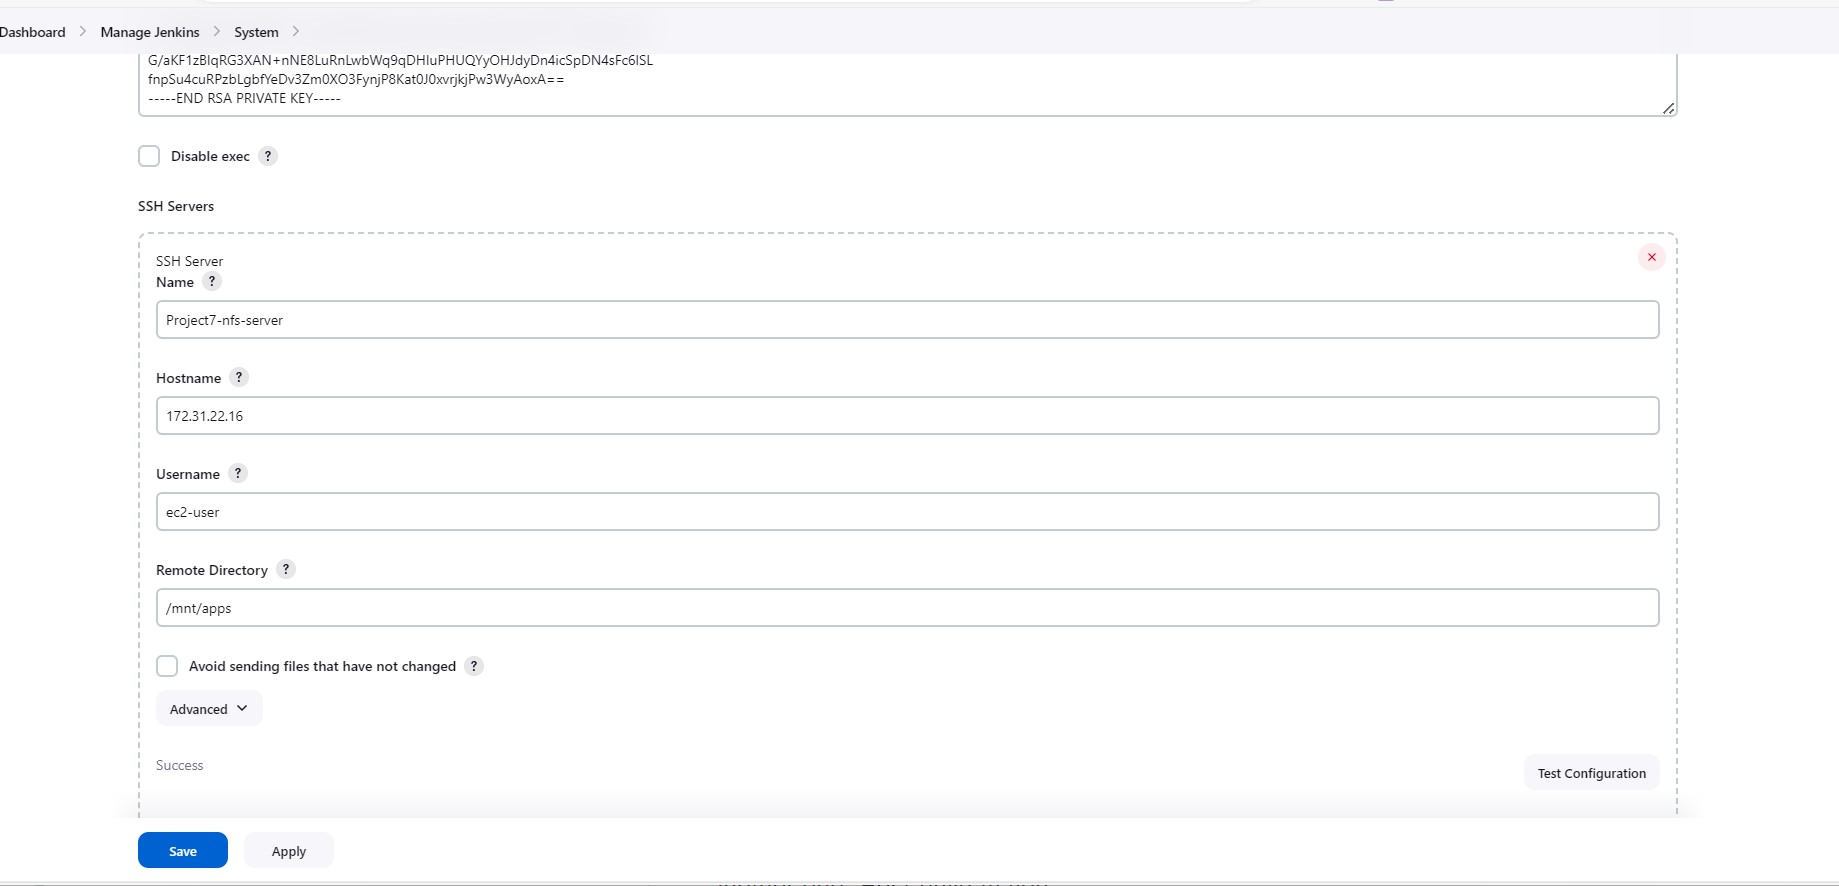 Dashboard > Manage Jenkins > System >
fnpSu4cuRPzbLgbfYeDv3Zm0XO3FynjP8Kat0J0xvrjkjPw3WyAoxA==
-----END RSA PRIVATE KEY-----
Disable exec ?
SSH Servers
SSH Server
Name ?
Project7-nfs-server
Hostname ?
172.31.22.16
Username ?
ec2-user
Remote Directory ?
/mnt/apps
Avoid sending files that have not changed ?
Advanced
Success
Test Configuration
Save Apply